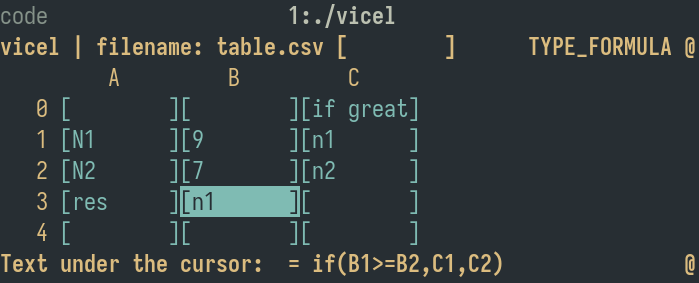 code 1:./vicel
vicel | filename: table.csv [ ] TYPE_FORMULA @
A B C
0 [ ][ ][if great]
1 [N1 ][9 ][n1 ]
2 [N2 ][7 ][n2 ]
3 [res ][n1 ][ ]
4 [ ][ ][ ]
Text under the cursor: = if(B1>=B2,C1,C2) @